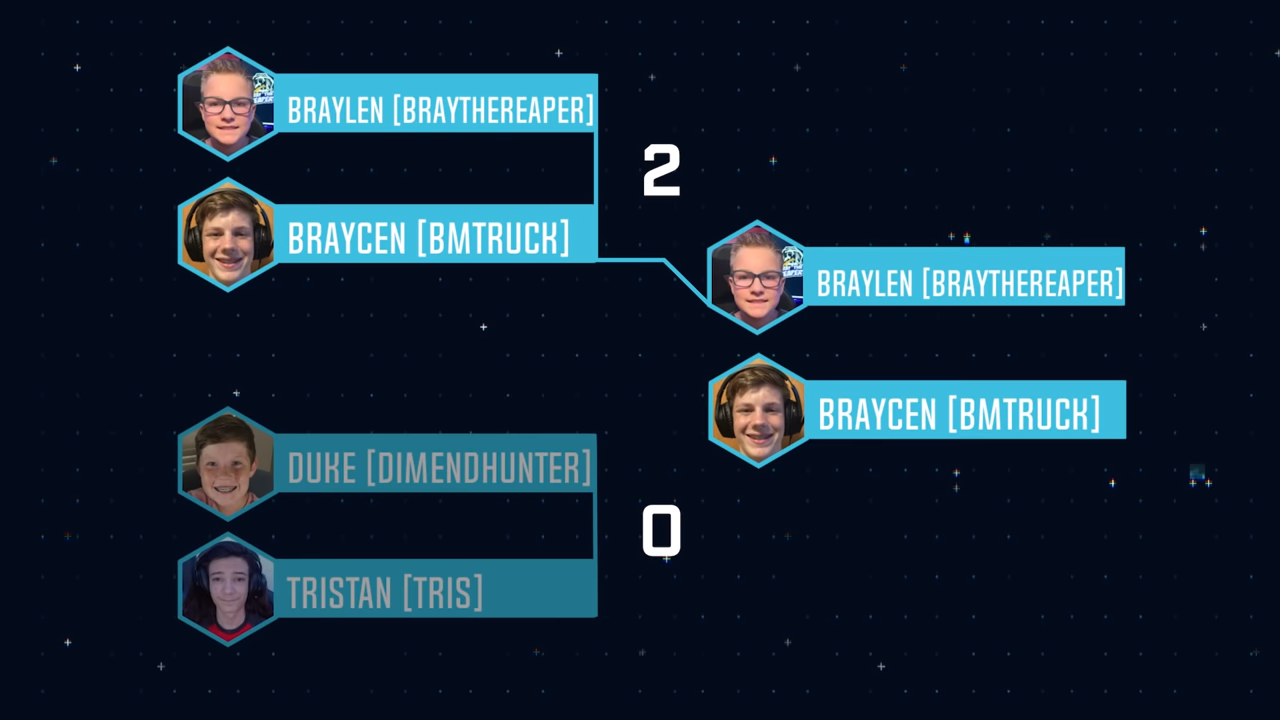 BRAYLEN [BRAYTHEREAPER]
BRAYCEN [BMTRUCK]
2
BRAYLEN [BRAYTHEREAPER]
BRAYCEN [BMTRUCK]
DUKE [DIMENDHUNTER]
TRISTAN [TRIS]
0